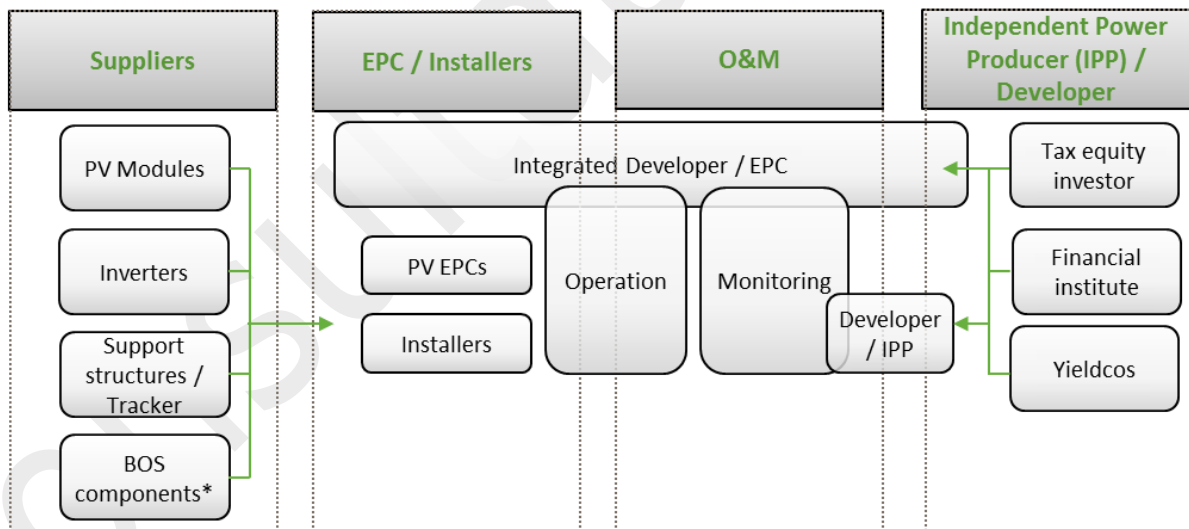 Suppliers
EPC / Installers
O&M
Independent Power
Producer (IPP) /
Developer
PV Modules
Inverters
Support
structures /
Tracker
BOS
components*
Integrated Developer / EPC
PV EPCs
Installers
Operation
Monitoring
Developer
/ IPP
Tax equity
investor
Financial
institute
Yieldcos